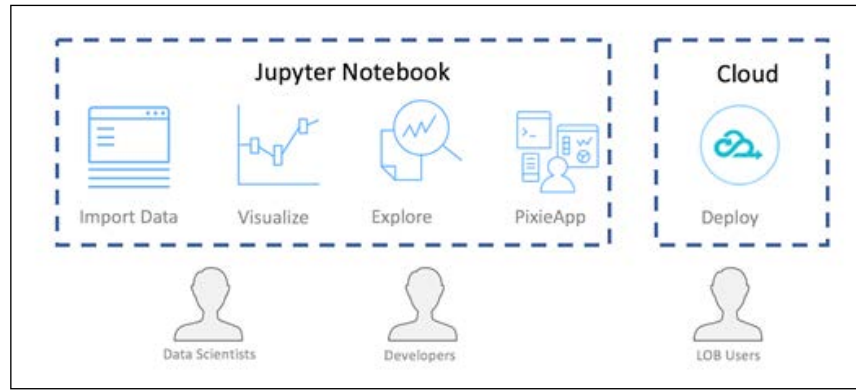 Jupyter Notebook
Import Data
Visualize
Explore
PixieApp
Cloud
Deploy
Data Scientists
Developers
LOB Users